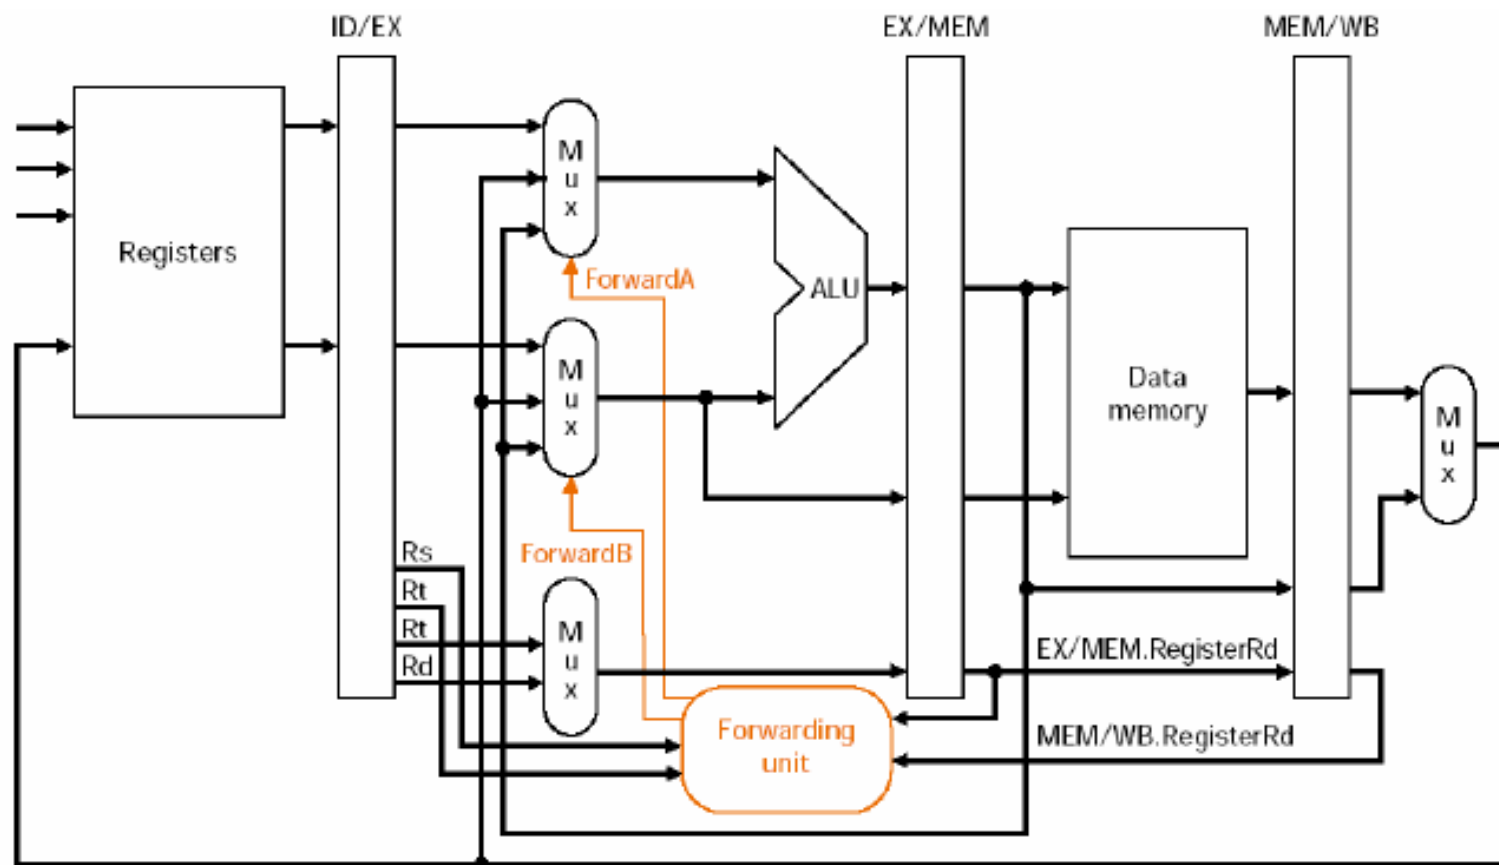 ID/EX
EX/MEM
MEM/WB
M
u
x
Registers
ForwardA
ALU
M
u
x
Data
memory
M
u
x
Rs
ForwardB
Rt
Rt
Rd
M
u
x
EX/MEM.RegisterRd
Forwarding
unit
MEM/WB.RegisterRd